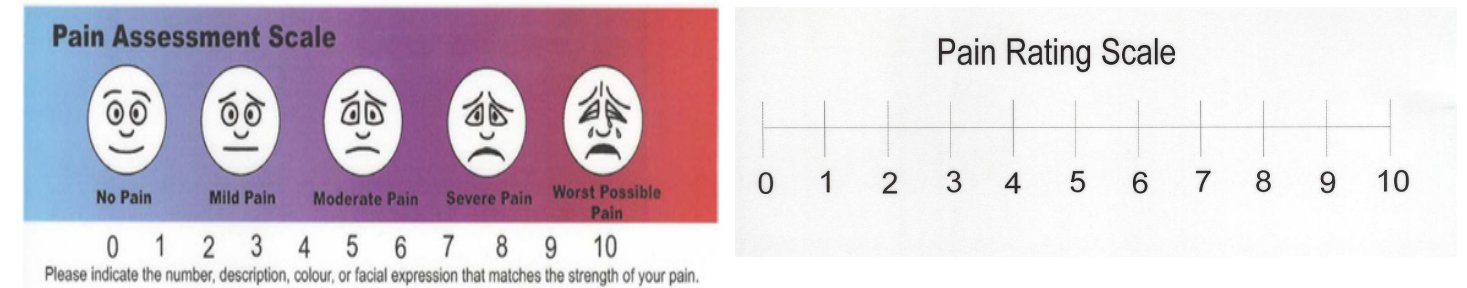 Pain Assessment Scale
No Pain Mild Pain Moderate Pain Severe Pain Worst Possible
Pain
0 1 2 3 4 5 6 7 8 9 10
Please indicate the number, description, colour, or facial expression that matches the strength of your pain.
Pain Rating Scale
0 1 2 3 4 5 6 7 8 9 10